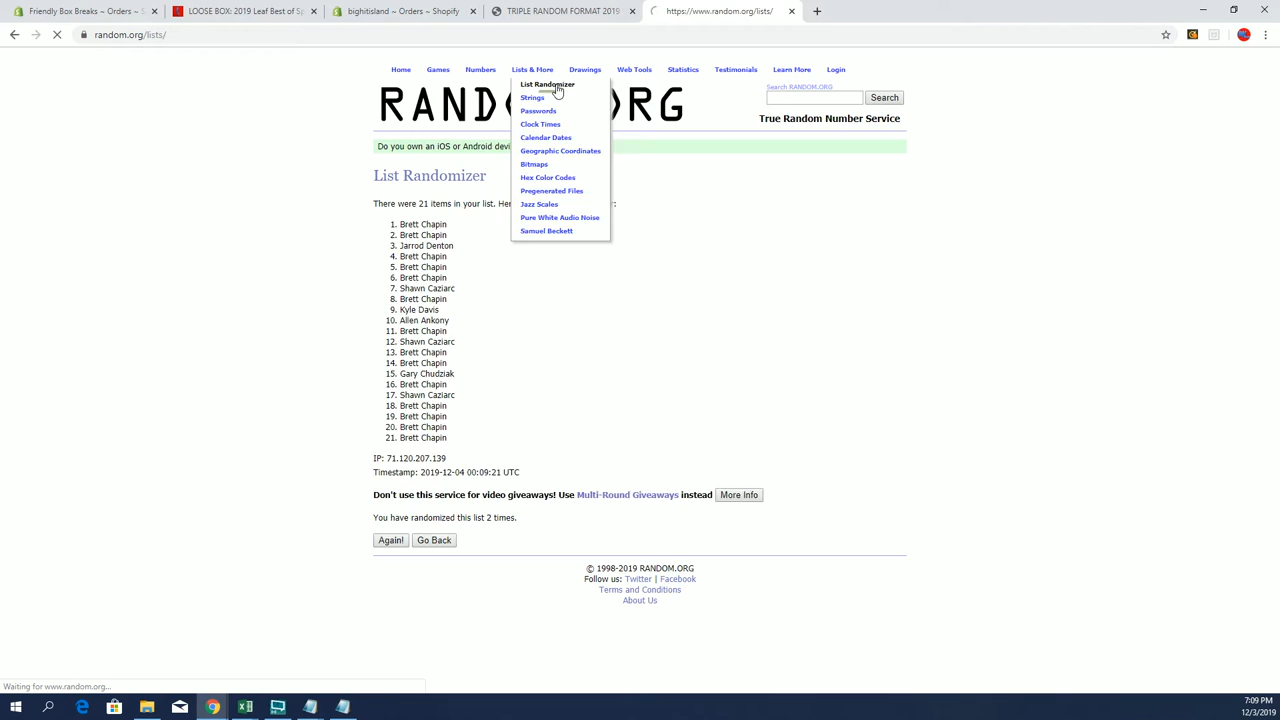 Friendly Box Breaks ~ Orders ~ S
LOOSE BOX: 2019 Leaf Best of Sp
bighitisland ~ Orders ~ Shopify
TRIPLE RANDOM FORMAT 2019
https://www.random.org/lists/
random.org/lists/
Home Games Numbers Lists & More Drawings Web Tools Statistics Testimonials Learn More Login
List Randomizer
Strings
Passwords
Clock Times
Calendar Dates
Geographic Coordinates
Bitmaps
Hex Color Codes
Pregenerated Files
Jazz Scales
Pure White Audio Noise
Samuel Beckett
Search RANDOM.ORG
Search
True Random Number Service
Do you own an iOS or Android devi
List Randomizer
There were 21 items in your list. Her
1. Brett Chapin
2. Brett Chapin
3. Jarrod Denton
4. Brett Chapin
5. Brett Chapin
6. Brett Chapin
7. Shawn Caziarc
8. Brett Chapin
9. Kyle Davis
10. Allen Ankony
11. Brett Chapin
12. Shawn Caziarc
13. Brett Chapin
14. Brett Chapin
15. Gary Chudziak
16. Brett Chapin
17. Shawn Caziarc
18. Brett Chapin
19. Brett Chapin
20. Brett Chapin
21. Brett Chapin
IP: 71.120.207.139
Timestamp: 2019-12-04 00:09:21 UTC
Don't use this service for video giveaways! Use Multi-Round Giveaways instead More Info
You have randomized this list 2 times.
Again! Go Back
© 1998-2019 RANDOM.ORG
Follow us: Twitter | Facebook
Terms and Conditions
About Us
Waiting for www.random.org...
7:09 PM
12/3/2019